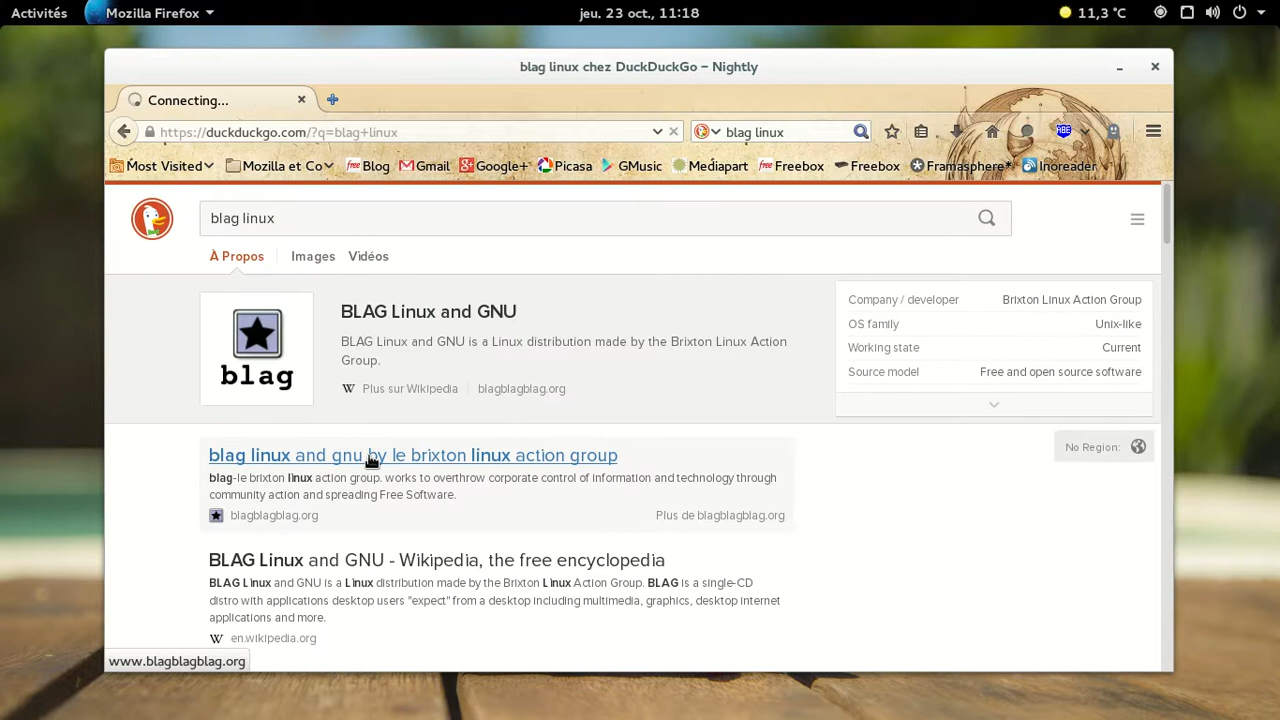 Activités Mozilla Firefox jeu. 23 oct., 11:18 11,3 °C
blag linux chez DuckDuckGo – Nightly
Connecting...
https://duckduckgo.com/?q=blag+linux blag linux ABE
Most Visited Mozilla et Co free Blog Gmail Google+ Picasa GMusic Mediapart free Freebox Freebox Framasphere* Inoreader
blag linux
À Propos Images Vidéos
BLAG Linux and GNU
BLAG Linux and GNU is a Linux distribution made by the Brixton Linux Action
Group.
W Plus sur Wikipedia blagblagblag.org
blag
Company / developer Brixton Linux Action Group
OS family Unix-like
Working state Current
Source model Free and open source software
No Region:
blag linux and gnu by le brixton linux action group
blag-le brixton linux action group. works to overthrow corporate control of information and technology through
community action and spreading Free Software.
blagblagblag.org Plus de blagblagblag.org
BLAG Linux and GNU - Wikipedia, the free encyclopedia
BLAG Linux and GNU is a Linux distribution made by the Brixton Linux Action Group. BLAG is a single-CD
distro with applications desktop users "expect" from a desktop including multimedia, graphics, desktop internet
applications and more.
W en.wikipedia.org
www.blagblagblag.org